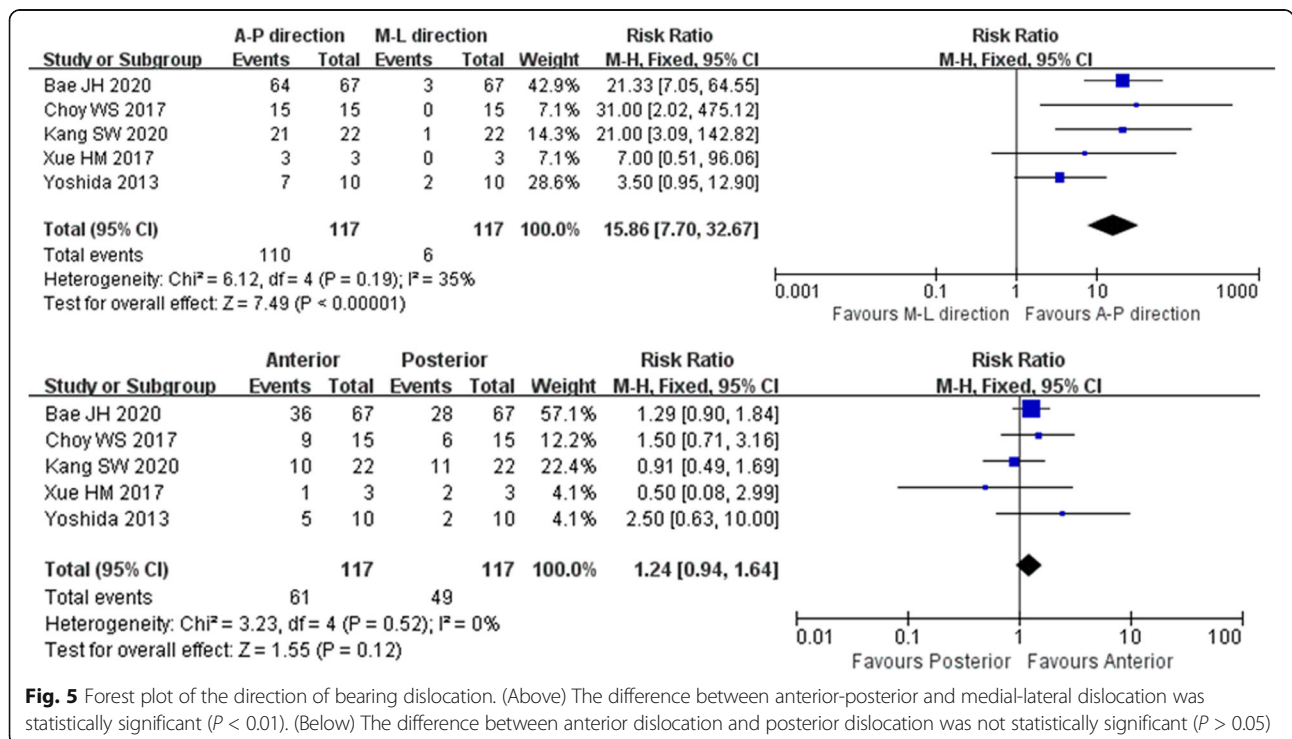 A-P direction M-L direction Risk Ratio Risk Ratio
Study or Subgroup Events Total Events Total Weight M-H, Fixed, 95% CI M-H, Fixed, 95% CI
Bae JH 2020 64 67 3 67 42.9% 21.33 [7.05, 64.55]
Choy WS 2017 15 15 0 15 7.1% 31.00 [2.02, 475.12]
Kang SW 2020 21 22 1 22 14.3% 21.00 [3.09, 142.82]
Xue HM 2017 3 3 0 3 7.1% 7.00 [0.51, 96.06]
Yoshida 2013 7 10 2 10 28.6% 3.50 [0.95, 12.90]
Total (95% CI) 117 117 100.0% 15.86 [7.70, 32.67]
Total events 110 6
Heterogeneity: Chi² = 6.12, df = 4 (P = 0.19); I² = 35%
Test for overall effect: Z = 7.49 (P < 0.00001)
0.001 0.1 1 10 1000
Favours M-L direction Favours A-P direction
Anterior Posterior Risk Ratio Risk Ratio
Study or Subgroup Events Total Events Total Weight M-H, Fixed, 95% CI M-H, Fixed, 95% CI
Bae JH 2020 36 67 28 67 57.1% 1.29 [0.90, 1.84]
Choy WS 2017 9 15 6 15 12.2% 1.50 [0.71, 3.16]
Kang SW 2020 10 22 11 22 22.4% 0.91 [0.49, 1.69]
Xue HM 2017 1 3 2 3 4.1% 0.50 [0.08, 2.99]
Yoshida 2013 5 10 2 10 4.1% 2.50 [0.63, 10.00]
Total (95% CI) 117 117 100.0% 1.24 [0.94, 1.64]
Total events 61 49
Heterogeneity: Chi² = 3.23, df = 4 (P = 0.52); I² = 0%
Test for overall effect: Z = 1.55 (P = 0.12)
0.01 0.1 1 10 100
Favours Posterior Favours Anterior
Fig. 5 Forest plot of the direction of bearing dislocation. (Above) The difference between anterior-posterior and medial-lateral dislocation was
statistically significant (P < 0.01). (Below) The difference between anterior dislocation and posterior dislocation was not statistically significant (P > 0.05)